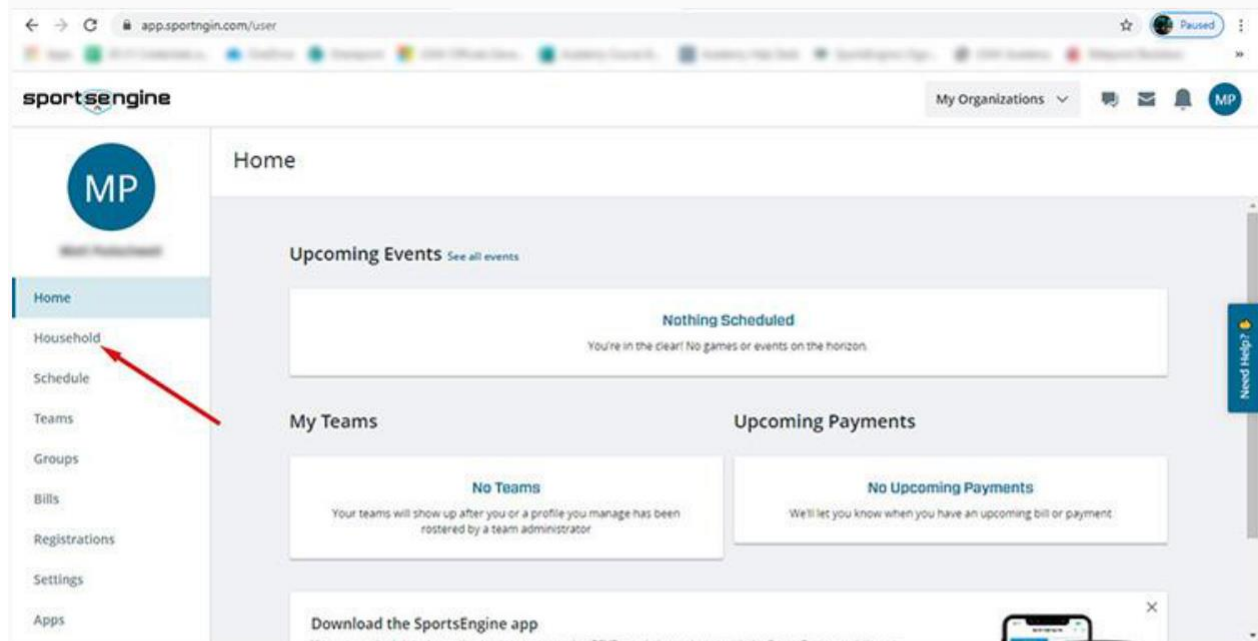 app.sportngin.com/user
Paused
sportsengine
My Organizations
MP
MP
Home
Home
Household
Schedule
Teams
Groups
Bills
Registrations
Settings
Apps
Upcoming Events See all events
Nothing Scheduled
You're in the clear! No games or events on the horizon.
My Teams
No Teams
Your teams will show up after you or a profile you manage has been
rostered by a team administrator
Upcoming Payments
No Upcoming Payments
We'll let you know when you have an upcoming bill or payment
Download the SportsEngine app
Need Help?